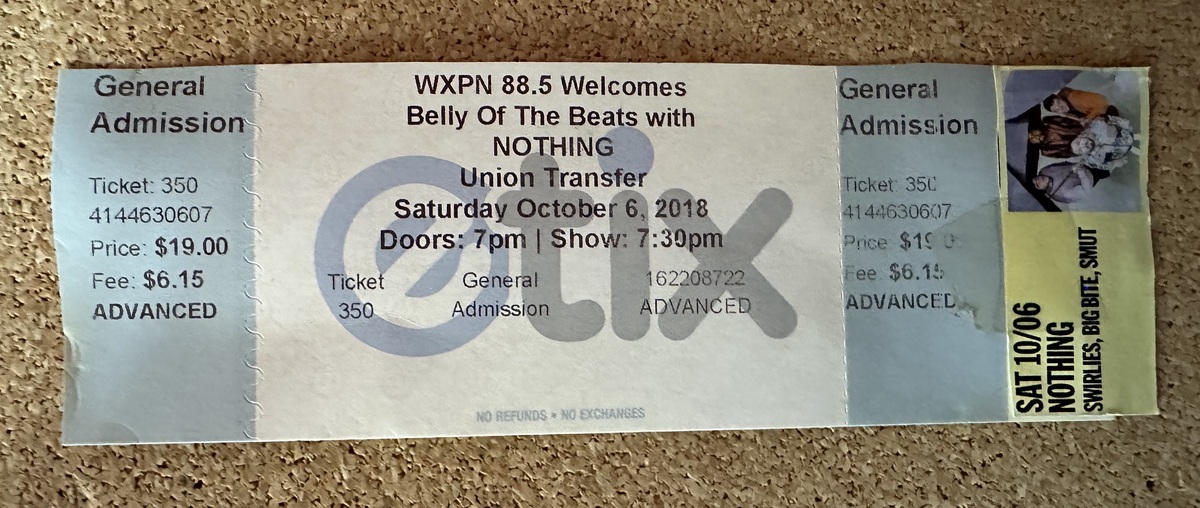 General
Admission
Ticket: 350
4144630607
Price: $19.00
Fee: $6.15
ADVANCED
WXPN 88.5 Welcomes
Belly Of The Beats with
NOTHING
Union Transfer
Saturday October 6, 2018
Doors: 7pm | Show: 7:30pm
Ticket General 162208722
350 Admission ADVANCED
etix
NO REFUNDS • NO EXCHANGES
General
Admission
Ticket: 350
4144630607
Price: $19.00
Fee: $6.15
ADVANCED
SAT 10/06
NOTHING
SWIRLIES, BIG BITE, SMUT